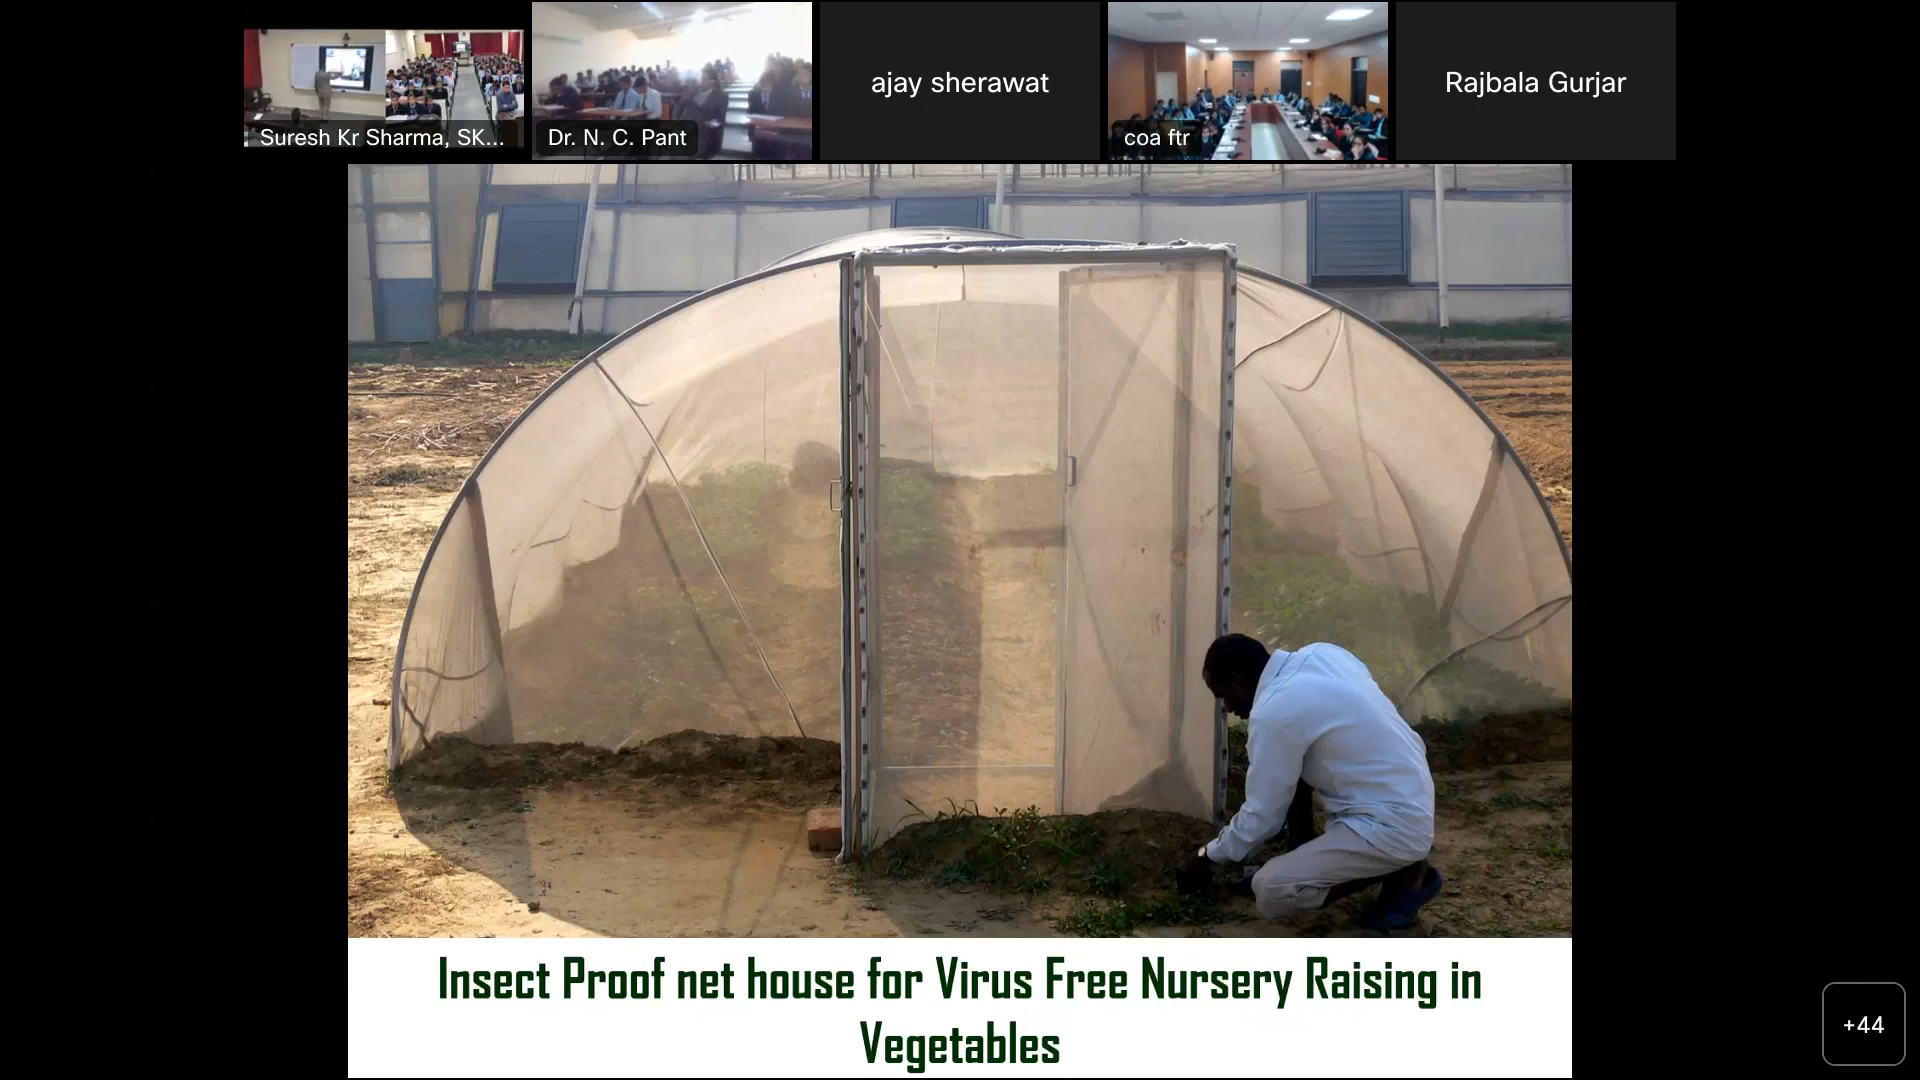 Suresh Kr Sharma, SK...
Dr. N. C. Pant
ajay sherawat
coa ftr
Rajbala Gurjar
Insect Proof net house for Virus Free Nursery Raising in
Vegetables
+44